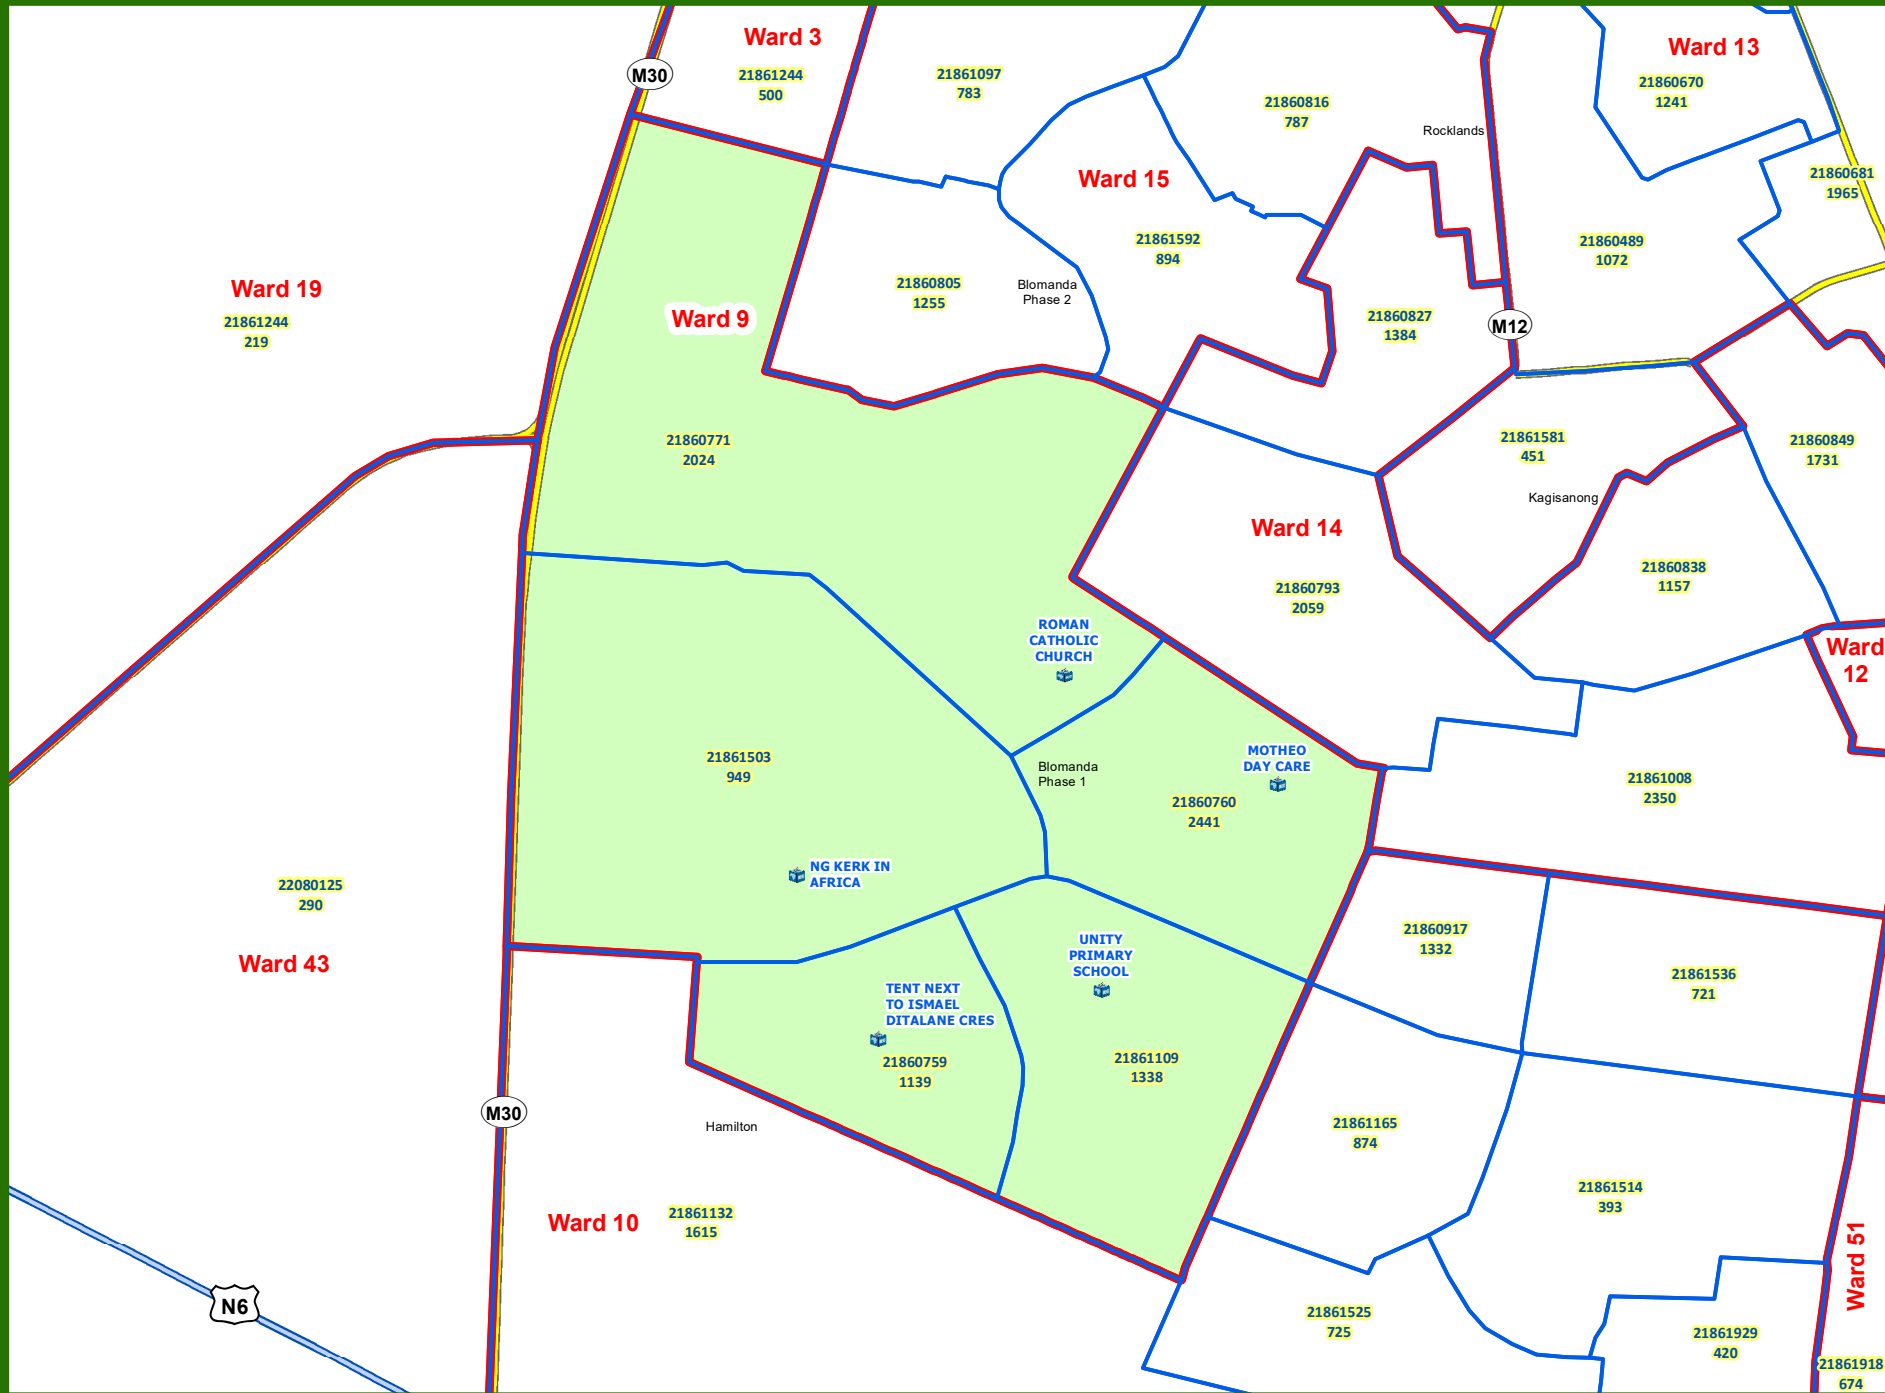 Ward 3
21861244
500
M30
21861097
783
21860816
787
Rocklands
Ward 13
21860670
1241
21860681
1965
Ward 15
21861592
894
21860489
1072
Ward 19
21861244
219
Ward 9
21860805
1255
Blomanda
Phase 2
21860827
1384
M12
21860771
2024
21861581
451
Kagisanong
21860849
1731
Ward 14
21860793
2059
21860838
1157
ROMAN
CATHOLIC
CHURCH
Ward
12
21861503
949
Blomanda
Phase 1
MOTHEO
DAY CARE
21860760
2441
21861008
2350
NG KERK IN
AFRICA
22080125
290
Ward 43
UNITY
PRIMARY
SCHOOL
21860917
1332
21861536
721
TENT NEXT
TO ISMAEL
DITALANE CRES
21860759
1139
21861109
1338
M30
Hamilton
21861165
874
Ward 10
21861132
1615
21861514
393
Ward 51
N6
21861525
725
21861929
420
21861918
674